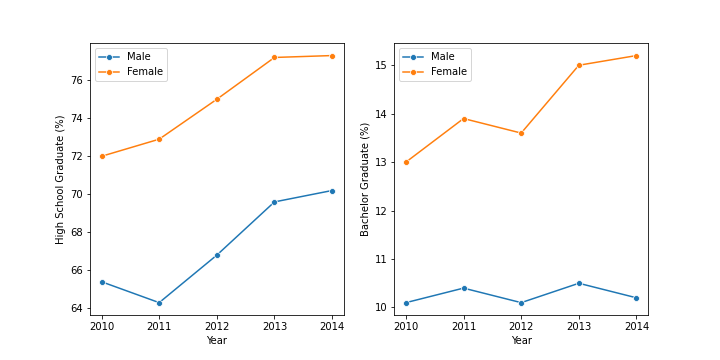 Male
Female
High School Graduate (%)
76
74
72
70
68
66
64
2010 2011 2012 2013 2014
Year
Male
Female
Bachelor Graduate (%)
15
14
13
12
11
10
2010 2011 2012 2013 2014
Year